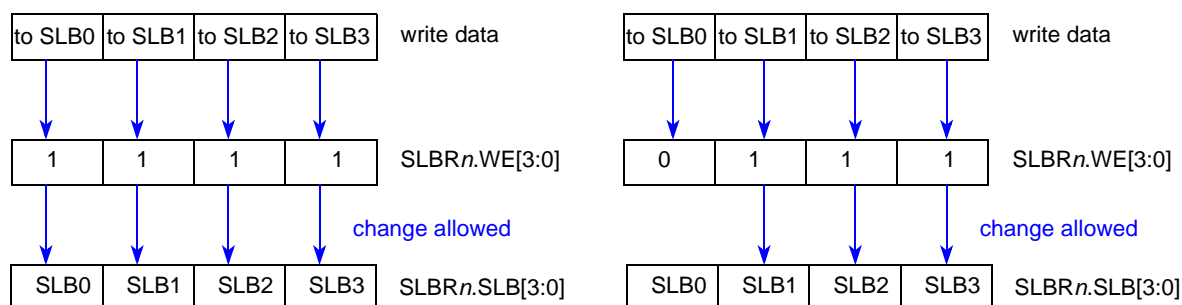 to SLB0 to SLB1 to SLB2 to SLB3 write data
1 1 1 1 SLBRn.WE[3:0]
change allowed
SLB0 SLB1 SLB2 SLB3 SLBRn.SLB[3:0]
to SLB0 to SLB1 to SLB2 to SLB3 write data
0 1 1 1 SLBRn.WE[3:0]
change allowed
SLB0 SLB1 SLB2 SLB3 SLBRn.SLB[3:0]